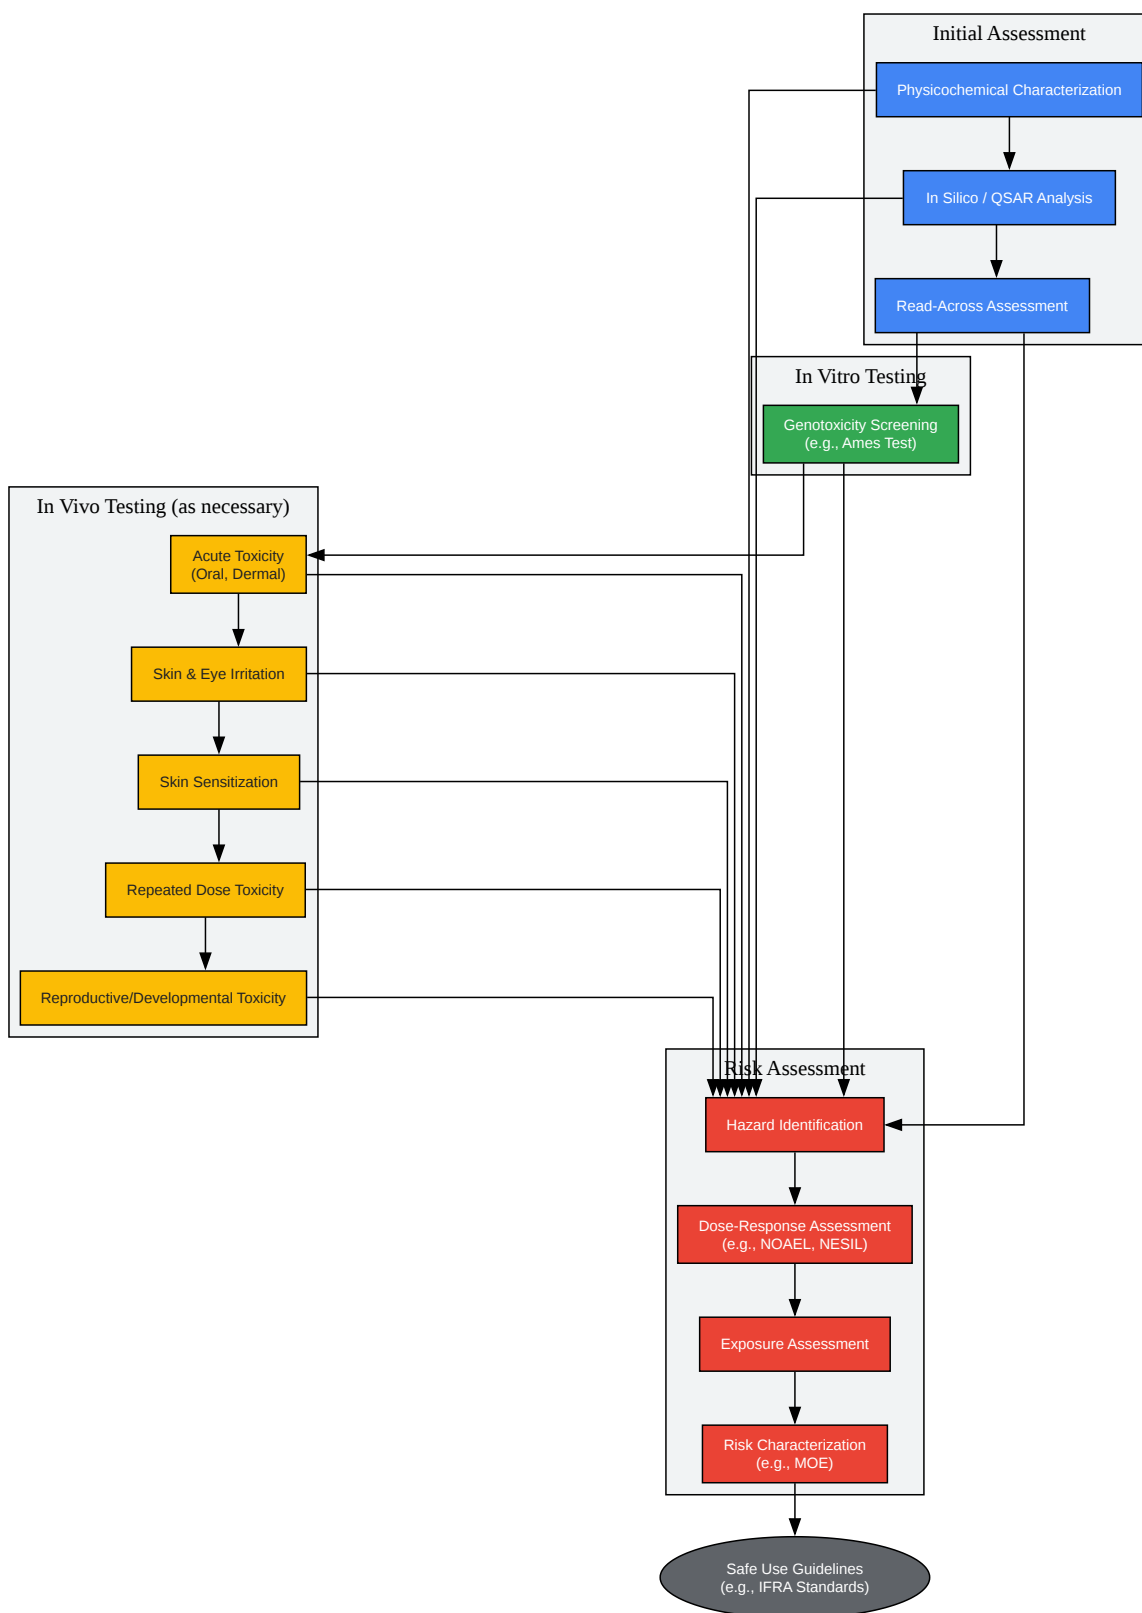 Initial Assessment
Physicochemical Characterization
In Silico / QSAR Analysis
Read-Across Assessment
In Vitro Testing
Genotoxicity Screening
(e.g., Ames Test)
In Vivo Testing (as necessary)
Acute Toxicity
(Oral, Dermal)
Skin & Eye Irritation
Skin Sensitization
Repeated Dose Toxicity
Reproductive/Developmental Toxicity
Risk Assessment
Hazard Identification
Dose-Response Assessment
(e.g., NOAEL, NESIL)
Exposure Assessment
Risk Characterization
(e.g., MOE)
Safe Use Guidelines
(e.g., IFRA Standards)